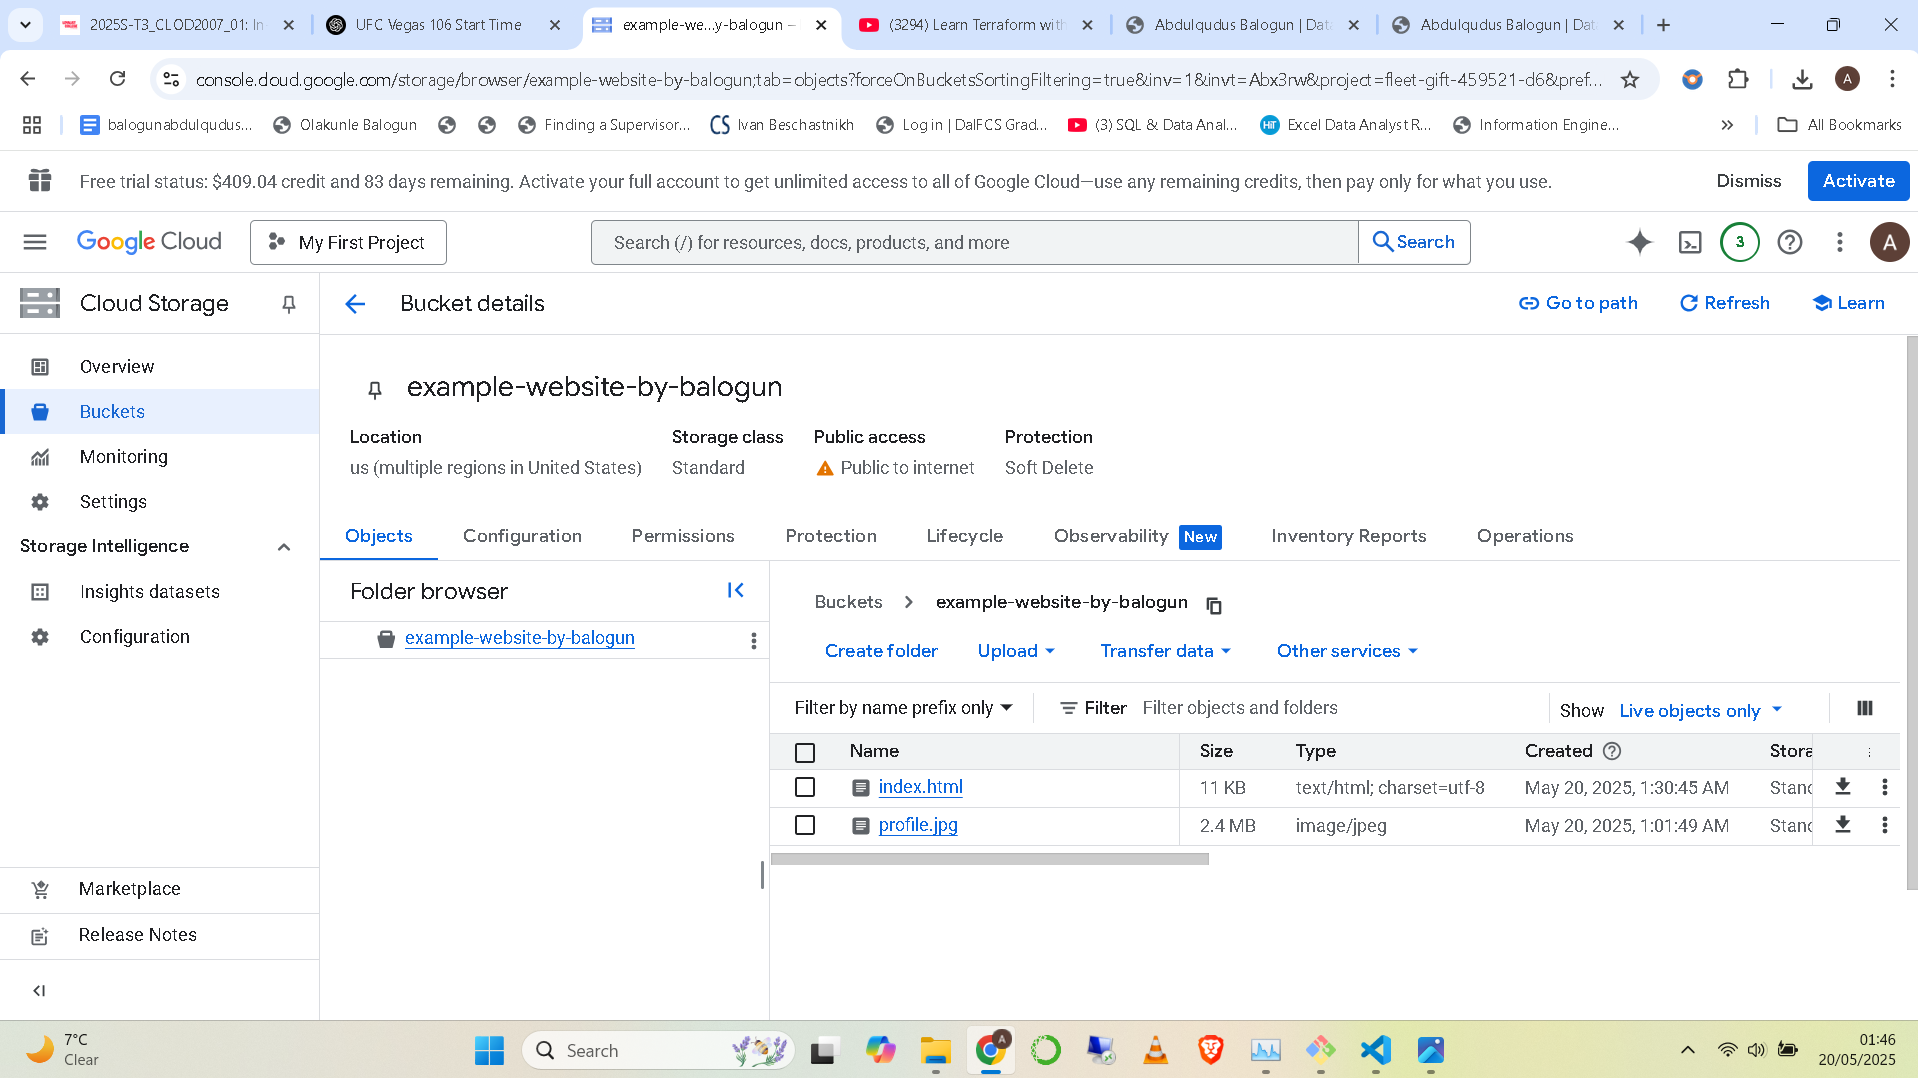 2025S-T3_CLOD2007_01: In
UFC Vegas 106 Start Time
example-we...y-balogun –
(3294) Learn Terraform with
Abdulqudus Balogun | Data
Abdulqudus Balogun | Data
console.cloud.google.com/storage/browser/example-website-by-balogun;tab=objects?forceOnBucketsSortingFiltering=true&inv=1&invt=Abx3rw&project=fleet-gift-459521-d6&pref...
A
balogunabdulqudus...
Olakunle Balogun
Finding a Supervisor...
CS Ivan Beschastnikh
Log in | DalFCS Grad...
(3) SQL & Data Anal...
HiT Excel Data Analyst R...
Information Engine...
All Bookmarks
Free trial status: $409.04 credit and 83 days remaining. Activate your full account to get unlimited access to all of Google Cloud—use any remaining credits, then pay only for what you use.
Dismiss
Activate
Google Cloud
My First Project
Search (/) for resources, docs, products, and more
Search
3
A
Cloud Storage
Bucket details
Go to path
Refresh
Learn
Overview
Buckets
Monitoring
Settings
Storage Intelligence
Insights datasets
Configuration
Marketplace
Release Notes
example-website-by-balogun
Location
Storage class
Public access
Protection
us (multiple regions in United States)
Standard
Public to internet
Soft Delete
Objects
Configuration
Permissions
Protection
Lifecycle
Observability New
Inventory Reports
Operations
Folder browser
example-website-by-balogun
Buckets > example-website-by-balogun
Create folder
Upload
Transfer data
Other services
Filter by name prefix only
Filter Filter objects and folders
Show Live objects only
Name Size Type Created Stora
index.html 11 KB text/html; charset=utf-8 May 20, 2025, 1:30:45 AM Stand
profile.jpg 2.4 MB image/jpeg May 20, 2025, 1:01:49 AM Stand
7°C
Clear
Search
A
01:46
20/05/2025